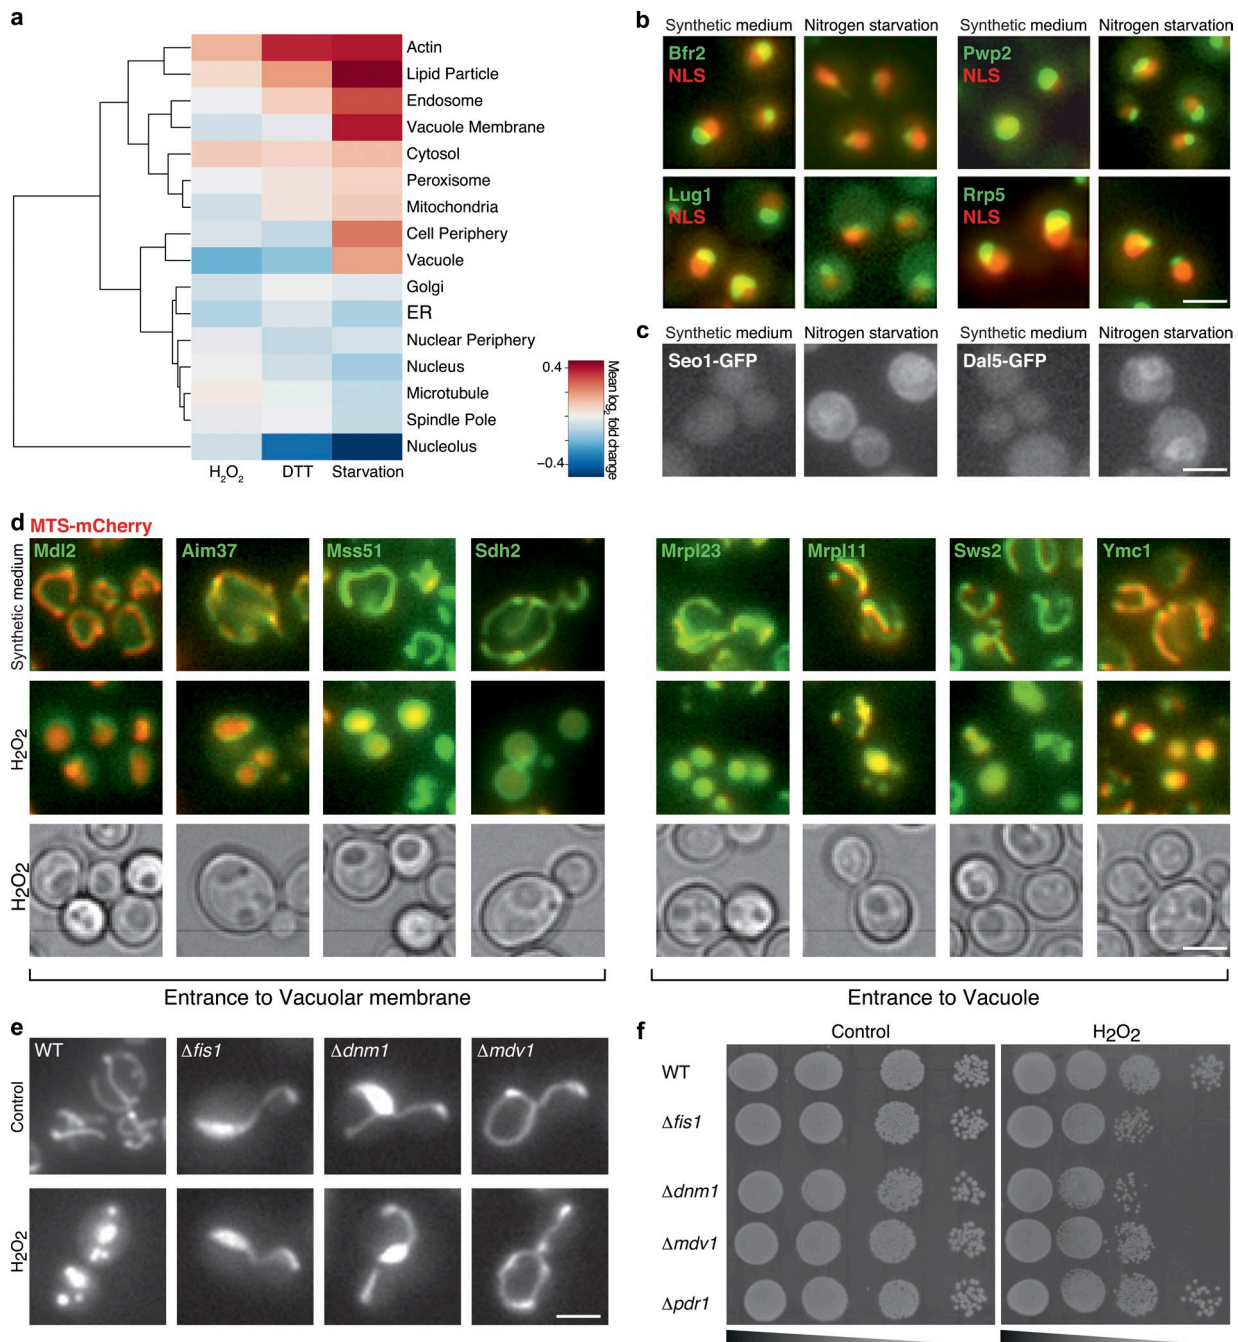 a
Actin
Lipid Particle
Endosome
Vacuole Membrane
Cytosol
Peroxisome
Mitochondria
Cell Periphery
Vacuole
Golgi
ER
Nuclear Periphery
Nucleus
Microtubule
Spindle Pole
Nucleolus
H₂O₂ DTT Starvation
0.4
−0.4
Mean log₂ fold change
b
Synthetic medium Nitrogen starvation Synthetic medium Nitrogen starvation
Bfr2
NLS
Pwp2
NLS
Lug1
NLS
Rrp5
NLS
c
Synthetic medium Nitrogen starvation Synthetic medium Nitrogen starvation
Seo1-GFP Dal5-GFP
d MTS-mCherry
Synthetic medium
Mdl2 Aim37 Mss51 Sdh2 Mrpl23 Mrpl11 Sws2 Ymc1
H₂O₂
H₂O₂
Entrance to Vacuolar membrane Entrance to Vacuole
e
WT Δfis1 Δdnm1 Δmdv1
Control
H₂O₂
f
Control H₂O₂
WT
Δfis1
Δdnm1
Δmdv1
Δpdr1